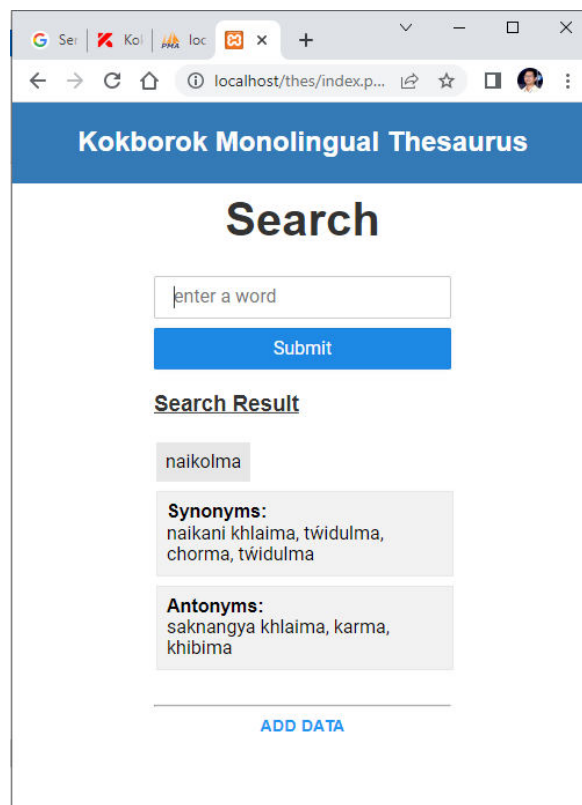 Ser Kol loc
localhost/thes/index.p...
Kokborok Monolingual Thesaurus
Search
enter a word
Submit
Search Result
naikolma
Synonyms:
naikani khlaima, tẃidulma,
chorma, tẃidulma
Antonyms:
saknangya khlaima, karma,
khibima
ADD DATA